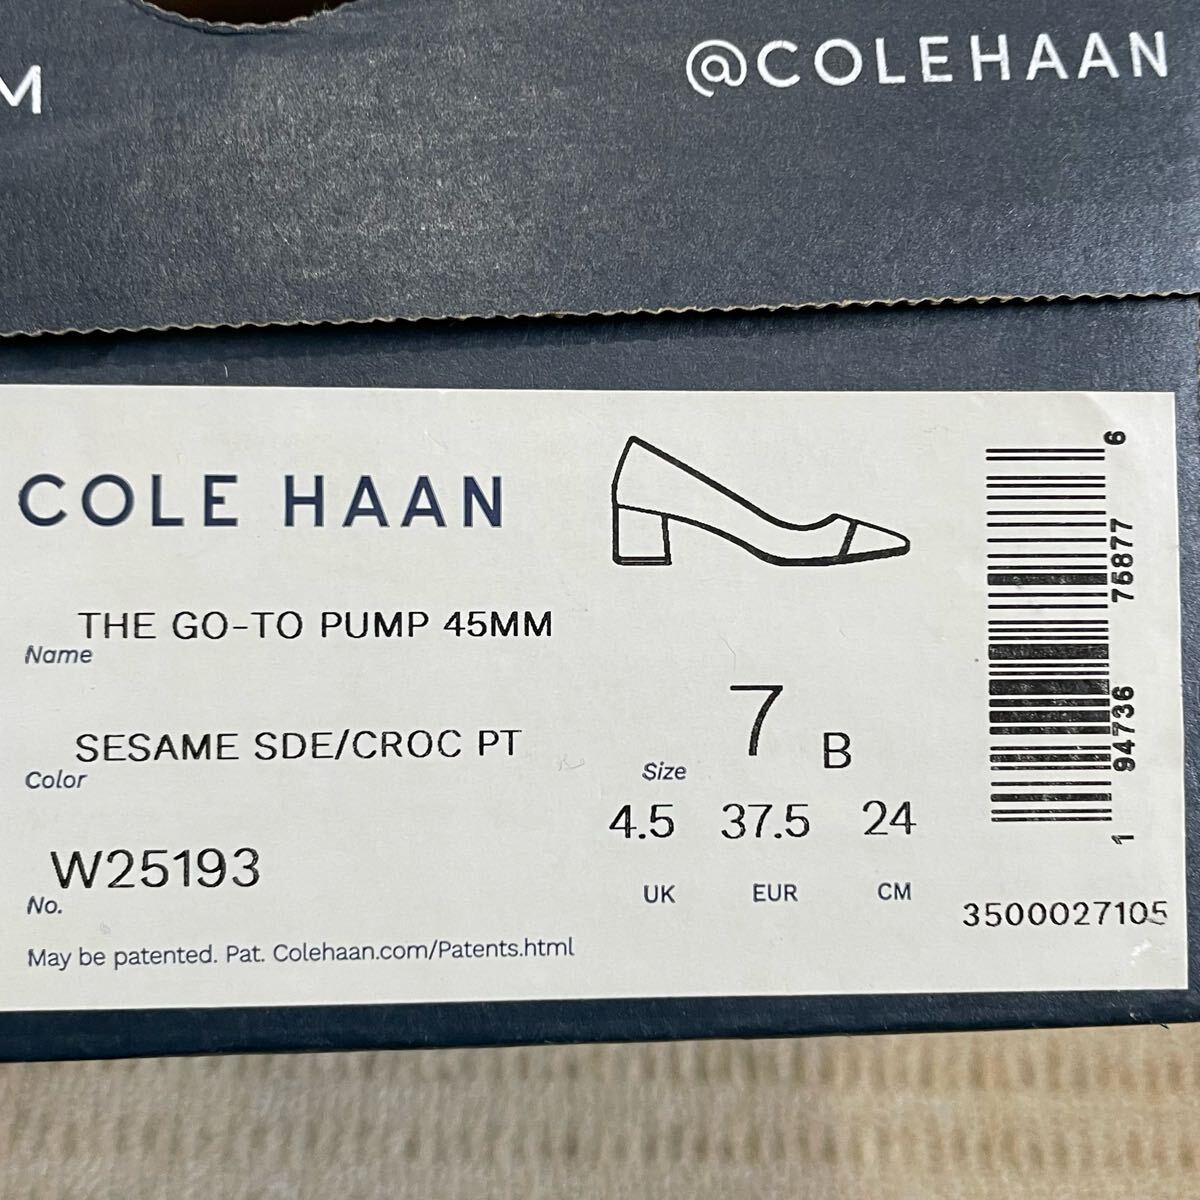 M
@COLEHAAN
COLE HAAN
THE GO-TO PUMP 45MM
Name
SESAME SDE/CROC PT
Color
W25193
No.
May be patented. Pat. Colehaan.com/Patents.html
7 B
Size
4.5 37.5 24
UK EUR CM
1 94736 75877 6
3500027105